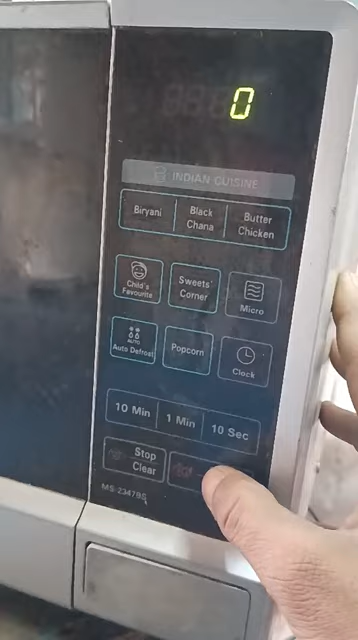 0
INDIAN CUISINE
Biryani
Black
Chana
Butter
Chicken
Child's
Favourite
Sweets'
Corner
Micro
AUTO
Auto Defrost
Popcorn
Clock
10 Min
1 Min
10 Sec
Stop
Clear
MS-2347BS